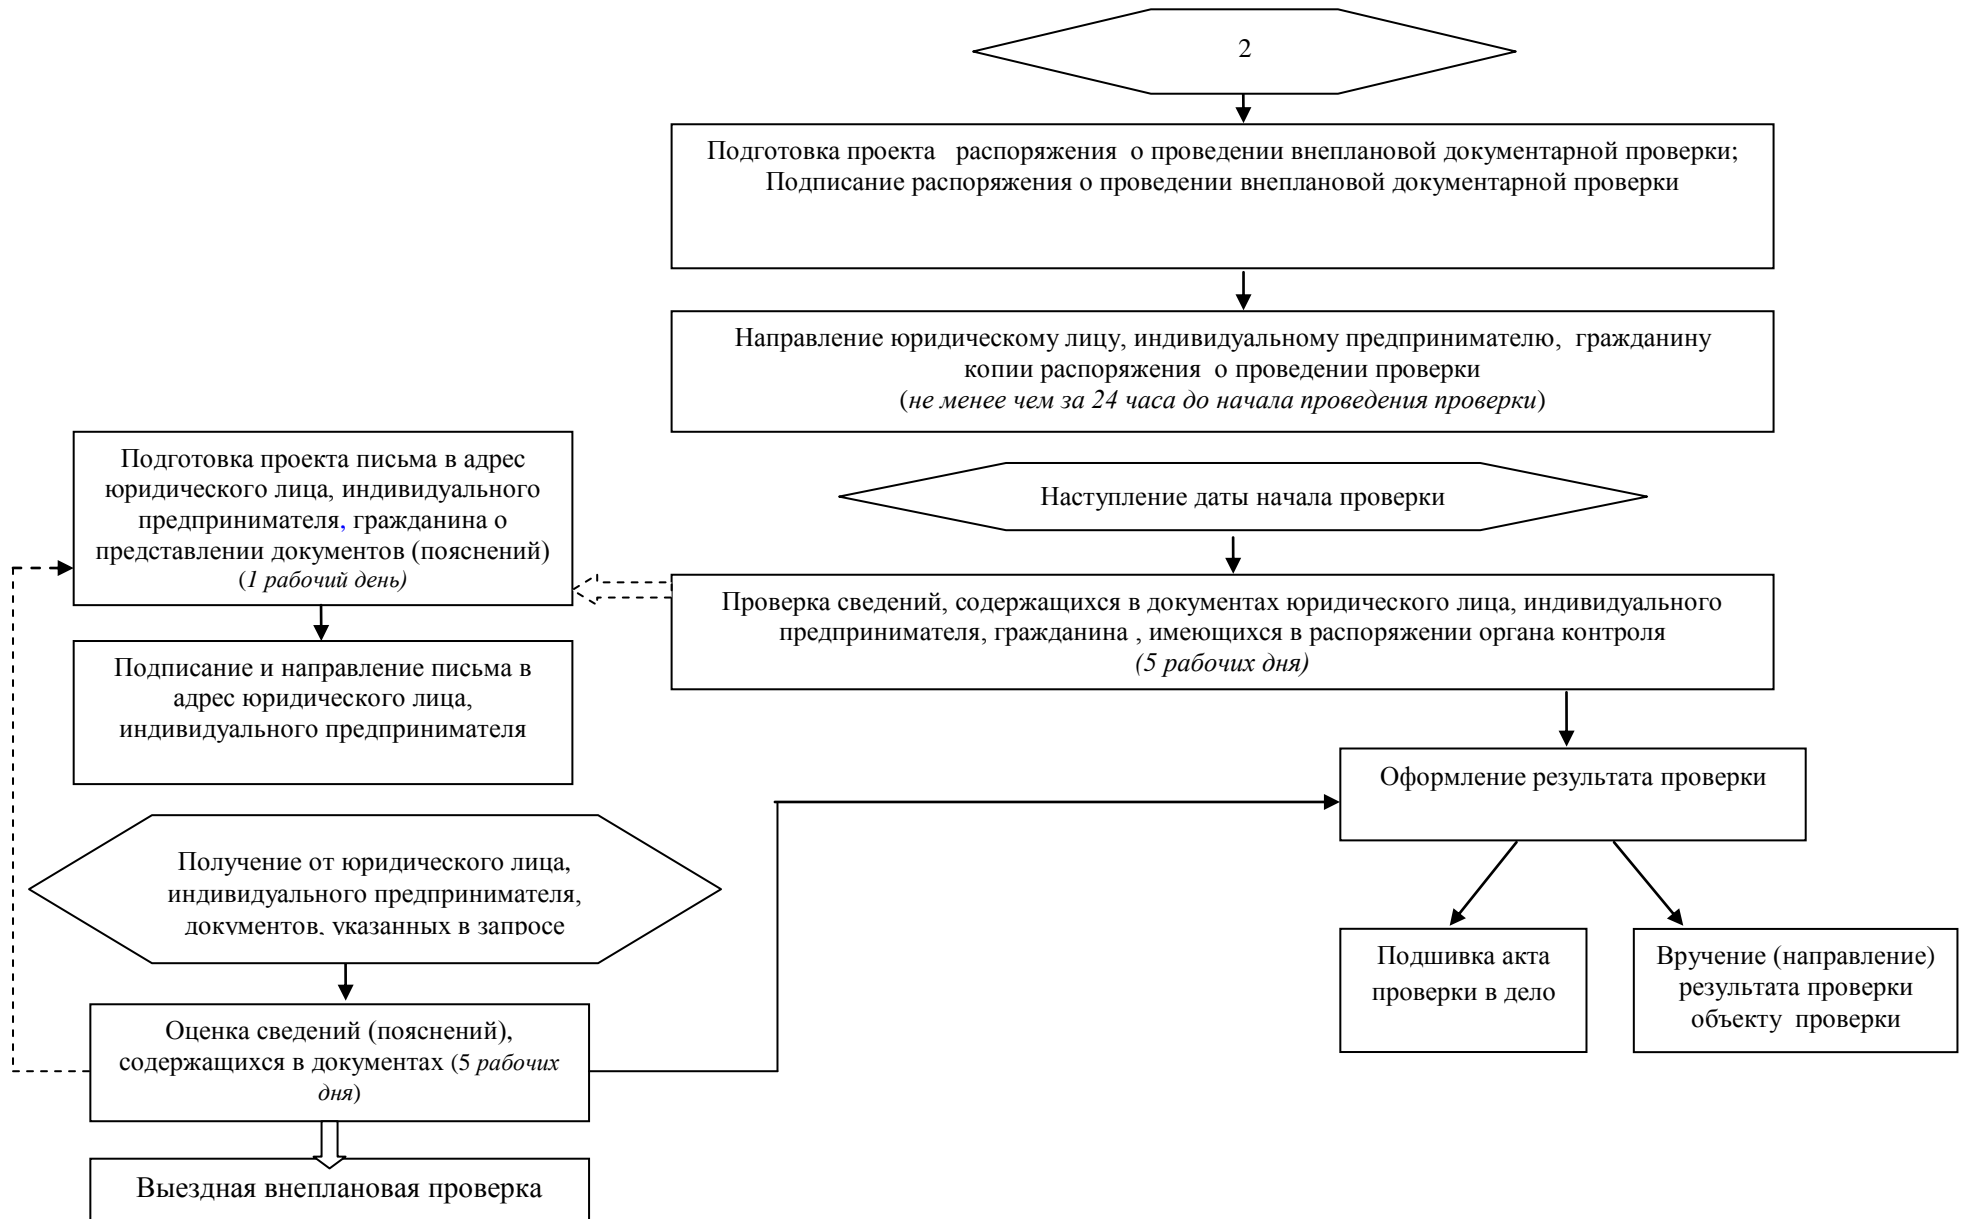 2
Подготовка проекта распоряжения о проведении внеплановой документарной проверки;
Подписание распоряжения о проведении внеплановой документарной проверки
Направление юридическому лицу, индивидуальному предпринимателю, гражданину
копии распоряжения о проведении проверки
(не менее чем за 24 часа до начала проведения проверки)
Подготовка проекта письма в адрес
юридического лица, индивидуального
предпринимателя, гражданина о
представлении документов (пояснений)
(1 рабочий день)
Наступление даты начала проверки
Проверка сведений, содержащихся в документах юридического лица, индивидуального
предпринимателя, гражданина , имеющихся в распоряжении органа контроля
(5 рабочих дня)
Подписание и направление письма в
адрес юридического лица,
индивидуального предпринимателя
Оформление результата проверки
Получение от юридического лица,
индивидуального предпринимателя,
документов, указанных в запросе
Подшивка акта
проверки в дело
Вручение (направление)
результата проверки
объекту проверки
Оценка сведений (пояснений),
содержащихся в документах (5 рабочих
дня)
Выездная внеплановая проверка